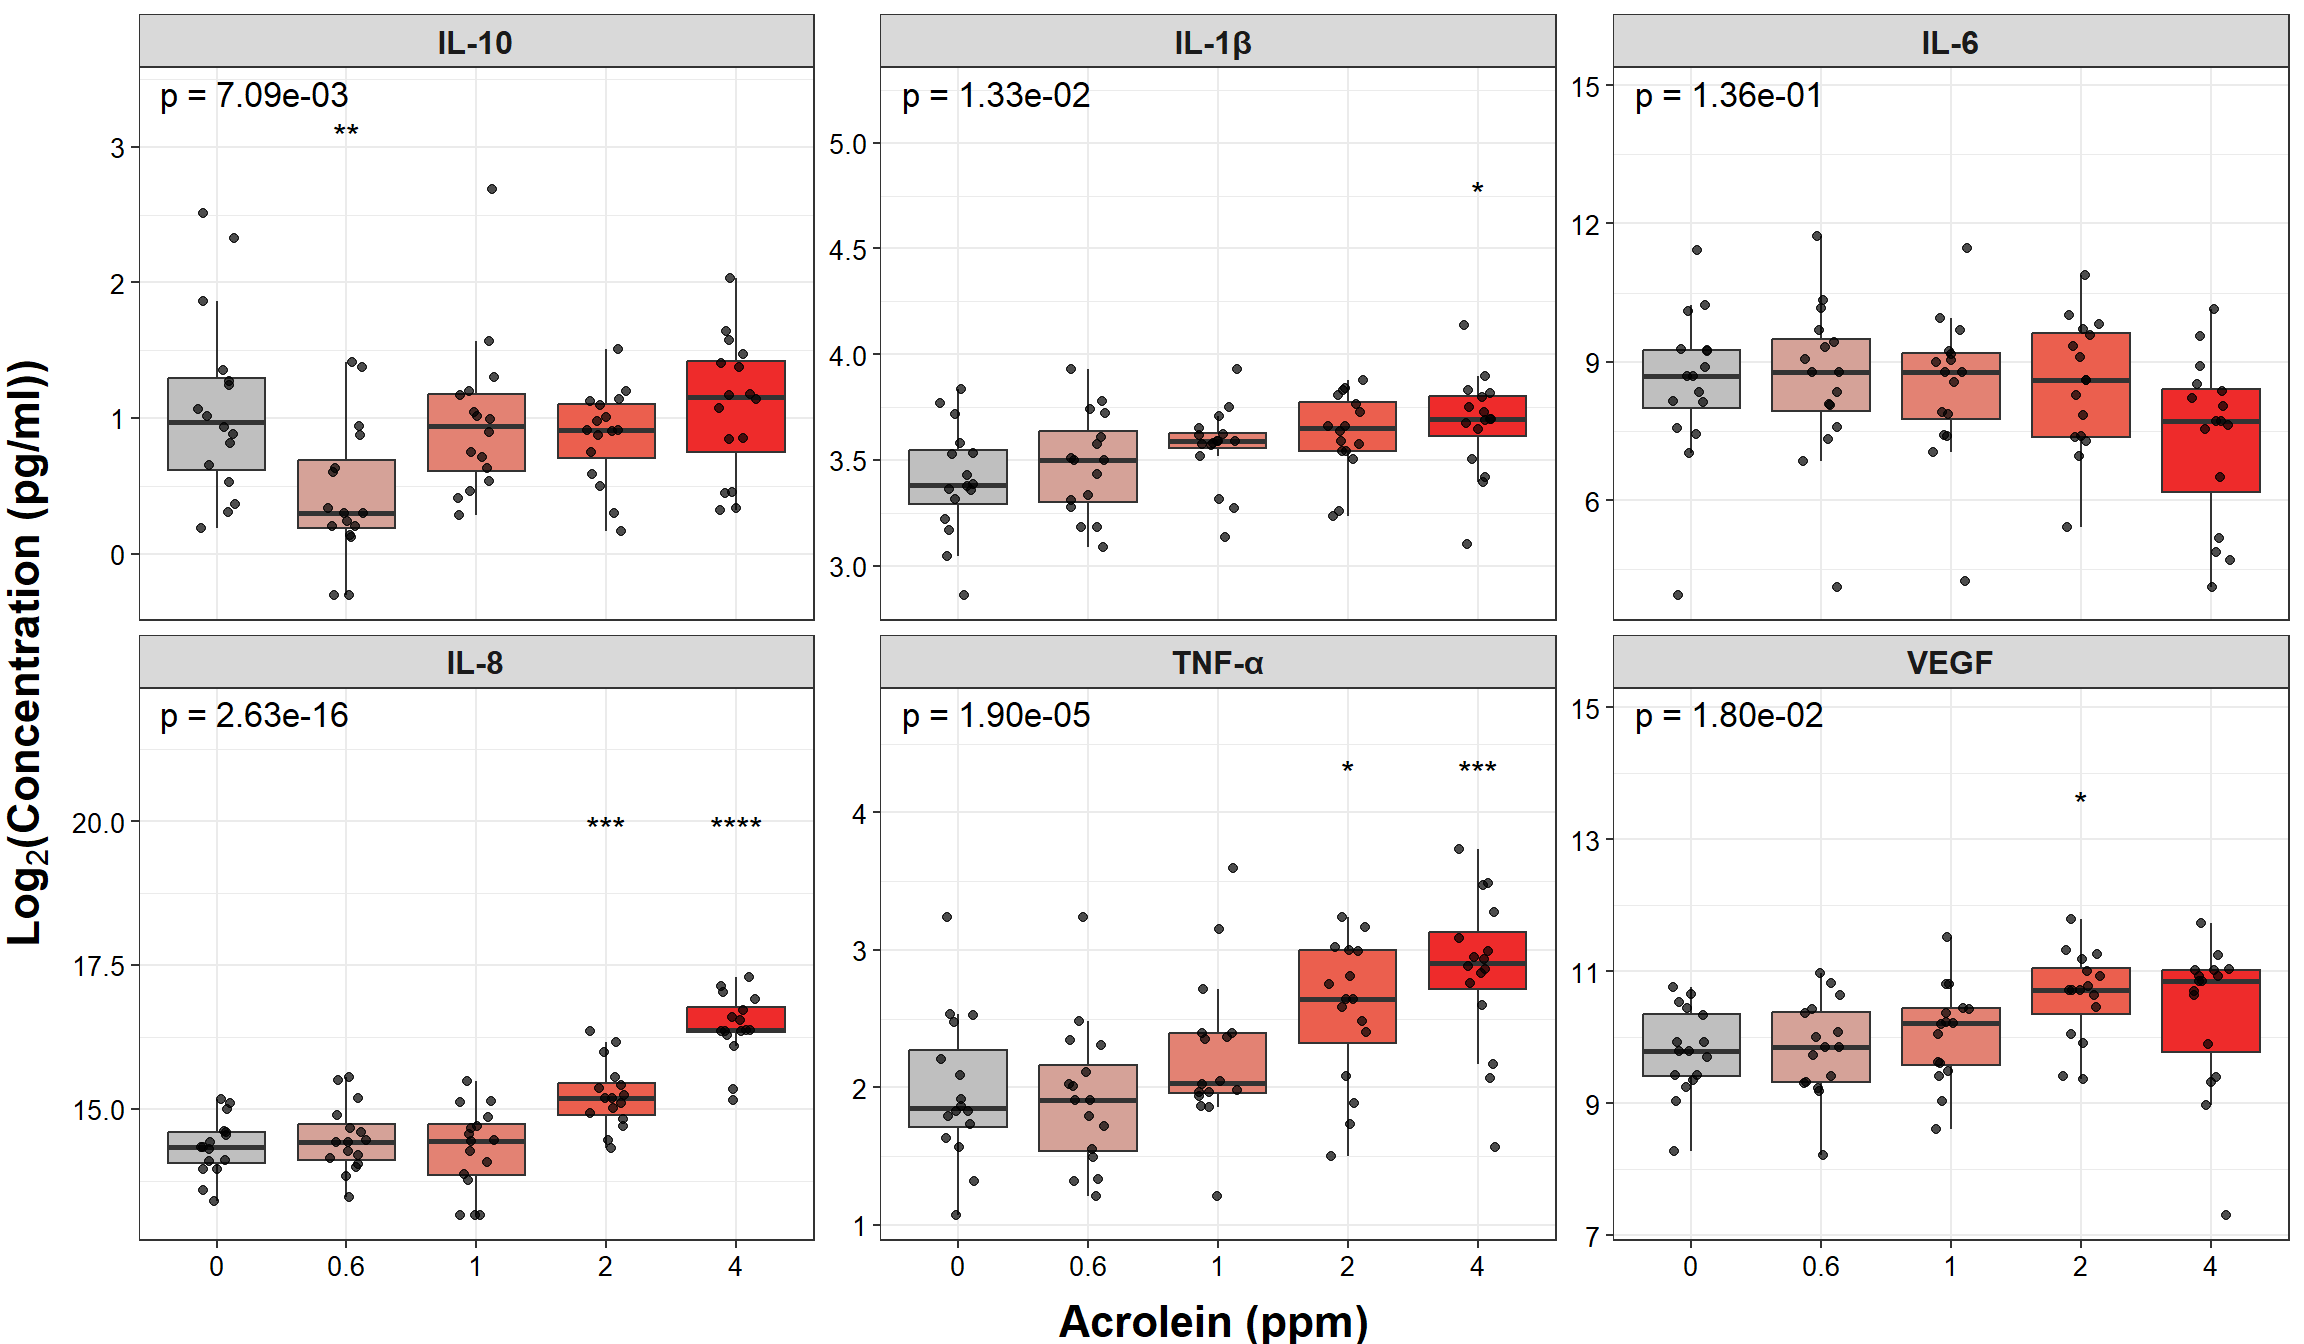 Log₂(Concentration (pg/ml))
IL-10
p = 7.09e-03
**
3
2
1
0
IL-1β
p = 1.33e-02
*
5.0
4.5
4.0
3.5
3.0
IL-6
p = 1.36e-01
15
12
9
6
IL-8
p = 2.63e-16
*** ****
20.0
17.5
15.0
0 0.6 1 2 4
TNF-α
p = 1.90e-05
* ***
4
3
2
1
0 0.6 1 2 4
VEGF
p = 1.80e-02
*
15
13
11
9
7
0 0.6 1 2 4
Acrolein (ppm)